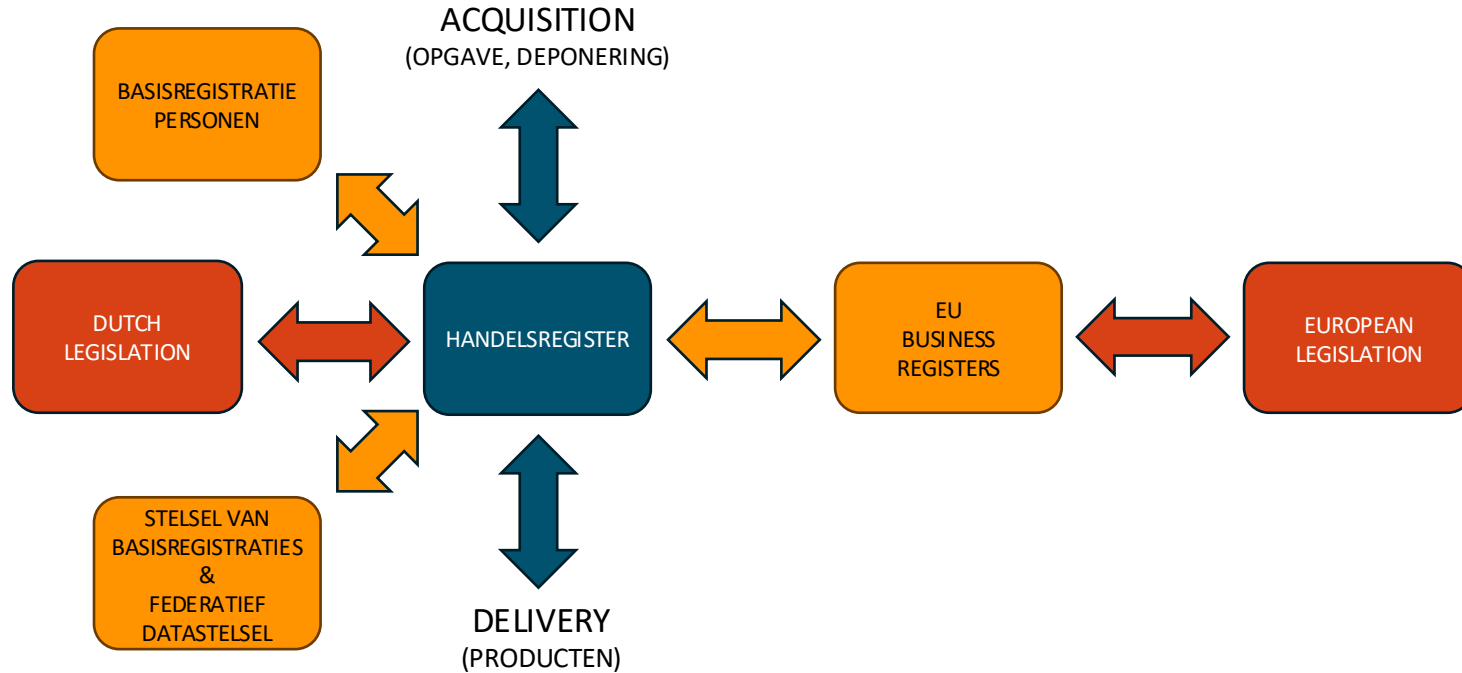 ACQUISITION
(OPGAVE, DEPONERING)
BASISREGISTRATIE
PERSONEN
DUTCH
LEGISLATION
HANDELSREGISTER
EU
BUSINESS
REGISTERS
EUROPEAN
LEGISLATION
STELSEL VAN
BASISREGISTRATIES
&
FEDERATIEF
DATASTELSEL
DELIVERY
(PRODUCTEN)